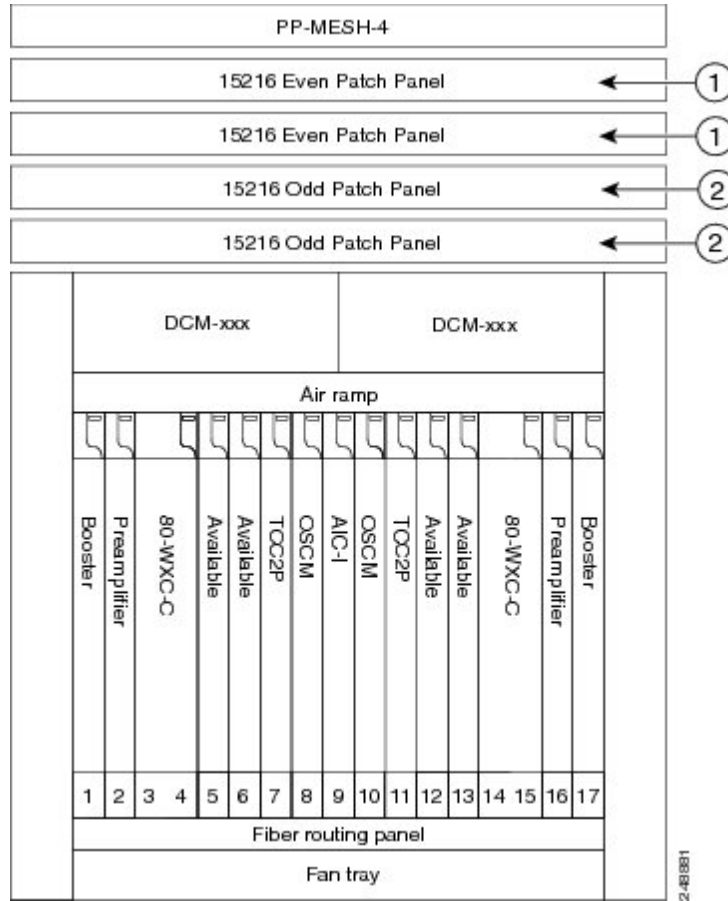 PP-MESH-4
15216 Even Patch Panel
1
15216 Even Patch Panel
1
15216 Odd Patch Panel
2
15216 Odd Patch Panel
2
DCM-xxx
DCM-xxx
Air ramp
Booster
Preamplifier
80-WXC-C
Available
Available
TCC2P
OSCM
AIC-I
OSCM
TCC2P
Available
Available
80-WXC-C
Preamplifier
Booster
1 2 3 4 5 6 7 8 9 10 11 12 13 14 15 16 17
Fiber routing panel
Fan tray
248881